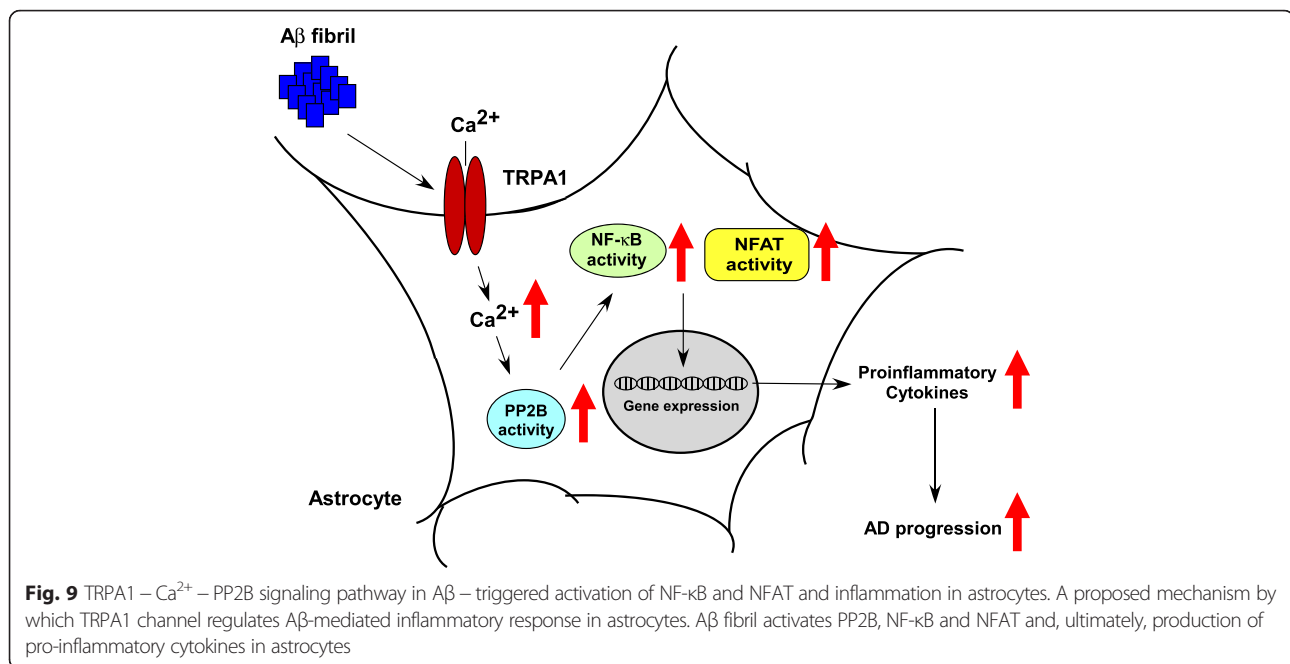 Aβ fibril
Ca²⁺
TRPA1
NF-κB
activity
NFAT
activity
Ca²⁺
PP2B
activity
Gene expression
Proinflammatory
Cytokines
Astrocyte
AD progression
Fig. 9 TRPA1 – Ca²⁺ – PP2B signaling pathway in Aβ – triggered activation of NF-κB and NFAT and inflammation in astrocytes. A proposed mechanism by
which TRPA1 channel regulates Aβ-mediated inflammatory response in astrocytes. Aβ fibril activates PP2B, NF-κB and NFAT and, ultimately, production of
pro-inflammatory cytokines in astrocytes